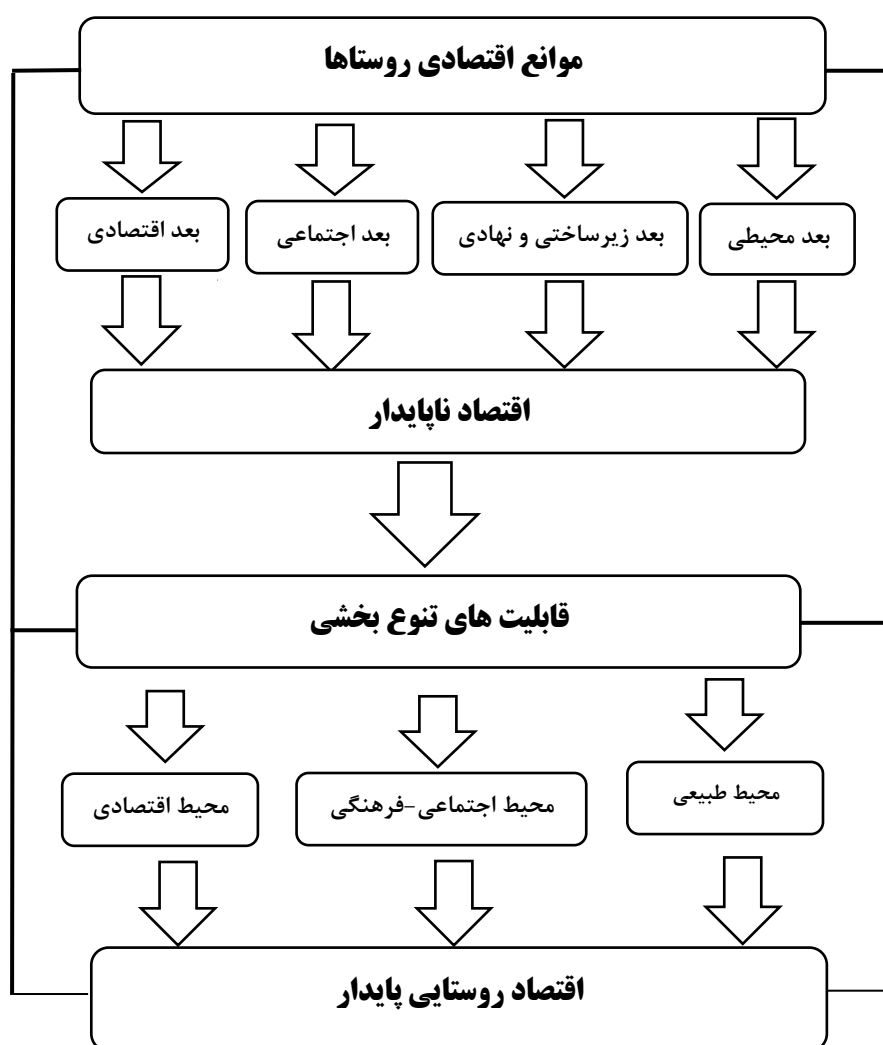 موانع اقتصادی روستاها
بعد محیطی
بعد زیرساختی و نهادی
بعد اجتماعی
بعد اقتصادی
اقتصاد ناپایدار
قابلیت های تنوع بخشی
محیط طبیعی
محیط اجتماعی-فرهنگی
محیط اقتصادی
اقتصاد روستایی پایدار